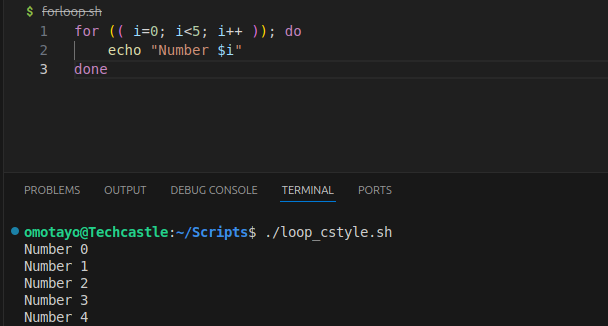 $ forloop.sh
1 for (( i=0; i<5; i++ )); do
2     echo "Number $i"
3 done
PROBLEMS OUTPUT DEBUG CONSOLE TERMINAL PORTS
omotayo@Techcastle:~/Scripts$ ./loop_cstyle.sh
Number 0
Number 1
Number 2
Number 3
Number 4